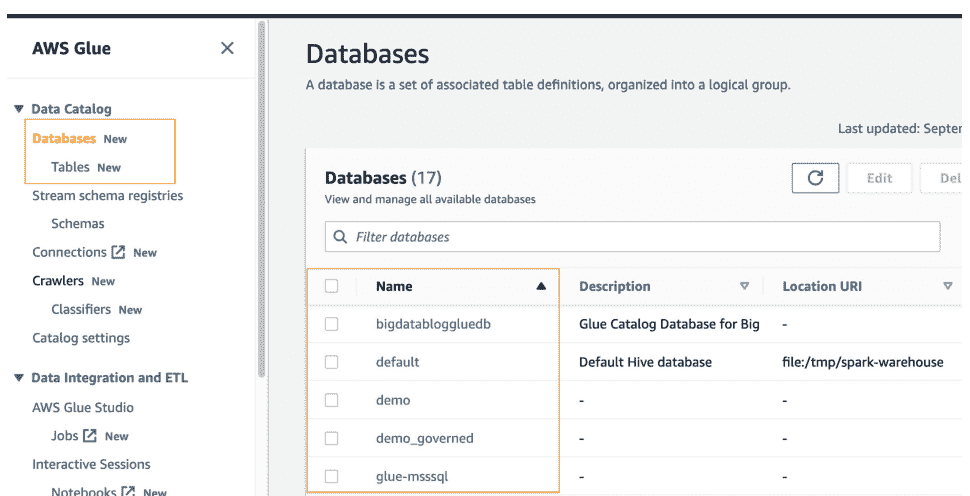 AWS Glue
Data Catalog
Databases New
Tables New
Stream schema registries
Schemas
Connections New
Crawlers New
Classifiers New
Catalog settings
Data Integration and ETL
AWS Glue Studio
Jobs New
Interactive Sessions
Notebooks New
Databases
A database is a set of associated table definitions, organized into a logical group.
Last updated: Septer
Databases (17)
View and manage all available databases
Edit
Del
Filter databases
Name Description Location URI
bigdatabloggluedb Glue Catalog Database for Big -
default Default Hive database file:/tmp/spark-warehouse
demo - -
demo_governed - -
glue-msssql - -